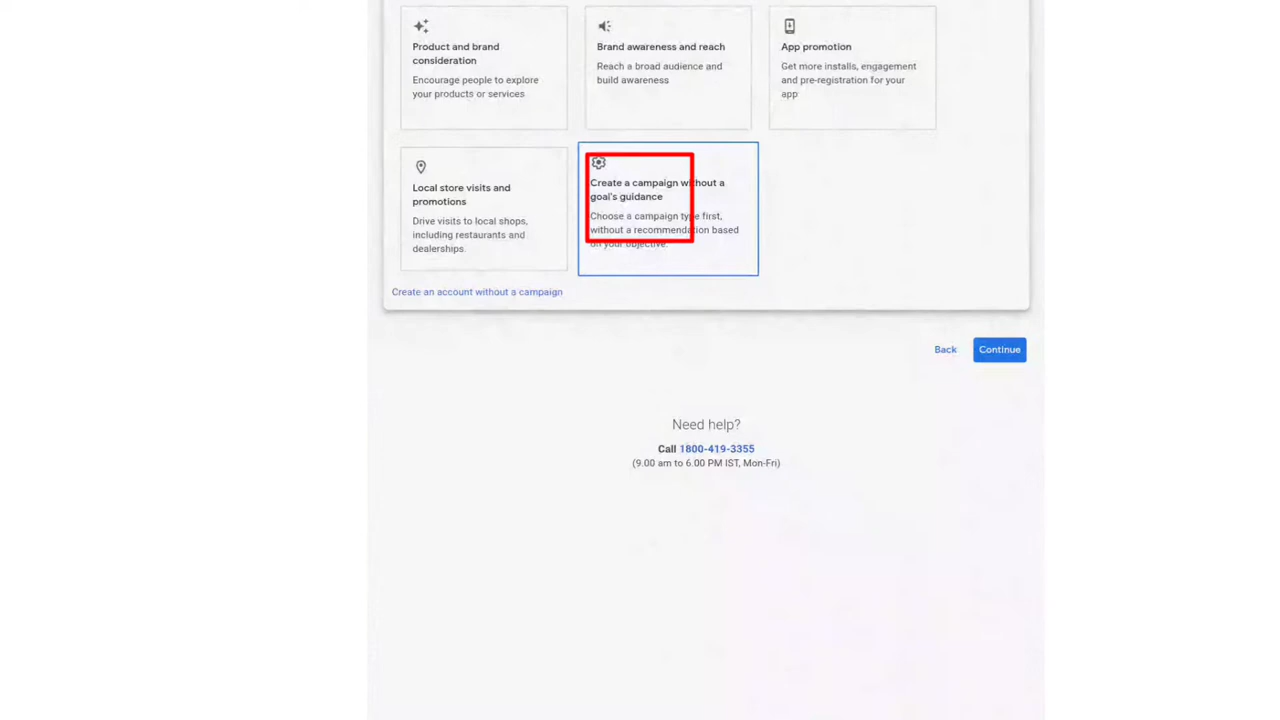 Product and brand
consideration
Encourage people to explore
your products or services
Brand awareness and reach
Reach a broad audience and
build awareness
App promotion
Get more installs, engagement
and pre-registration for your
app
Local store visits and
promotions
Drive visits to local shops,
including restaurants and
dealerships.
Create a campaign without a
goal's guidance
Choose a campaign type first,
without a recommendation based
on your objective.
Create an account without a campaign
Back
Continue
Need help?
Call 1800-419-3355
(9.00 am to 6.00 PM IST, Mon-Fri)